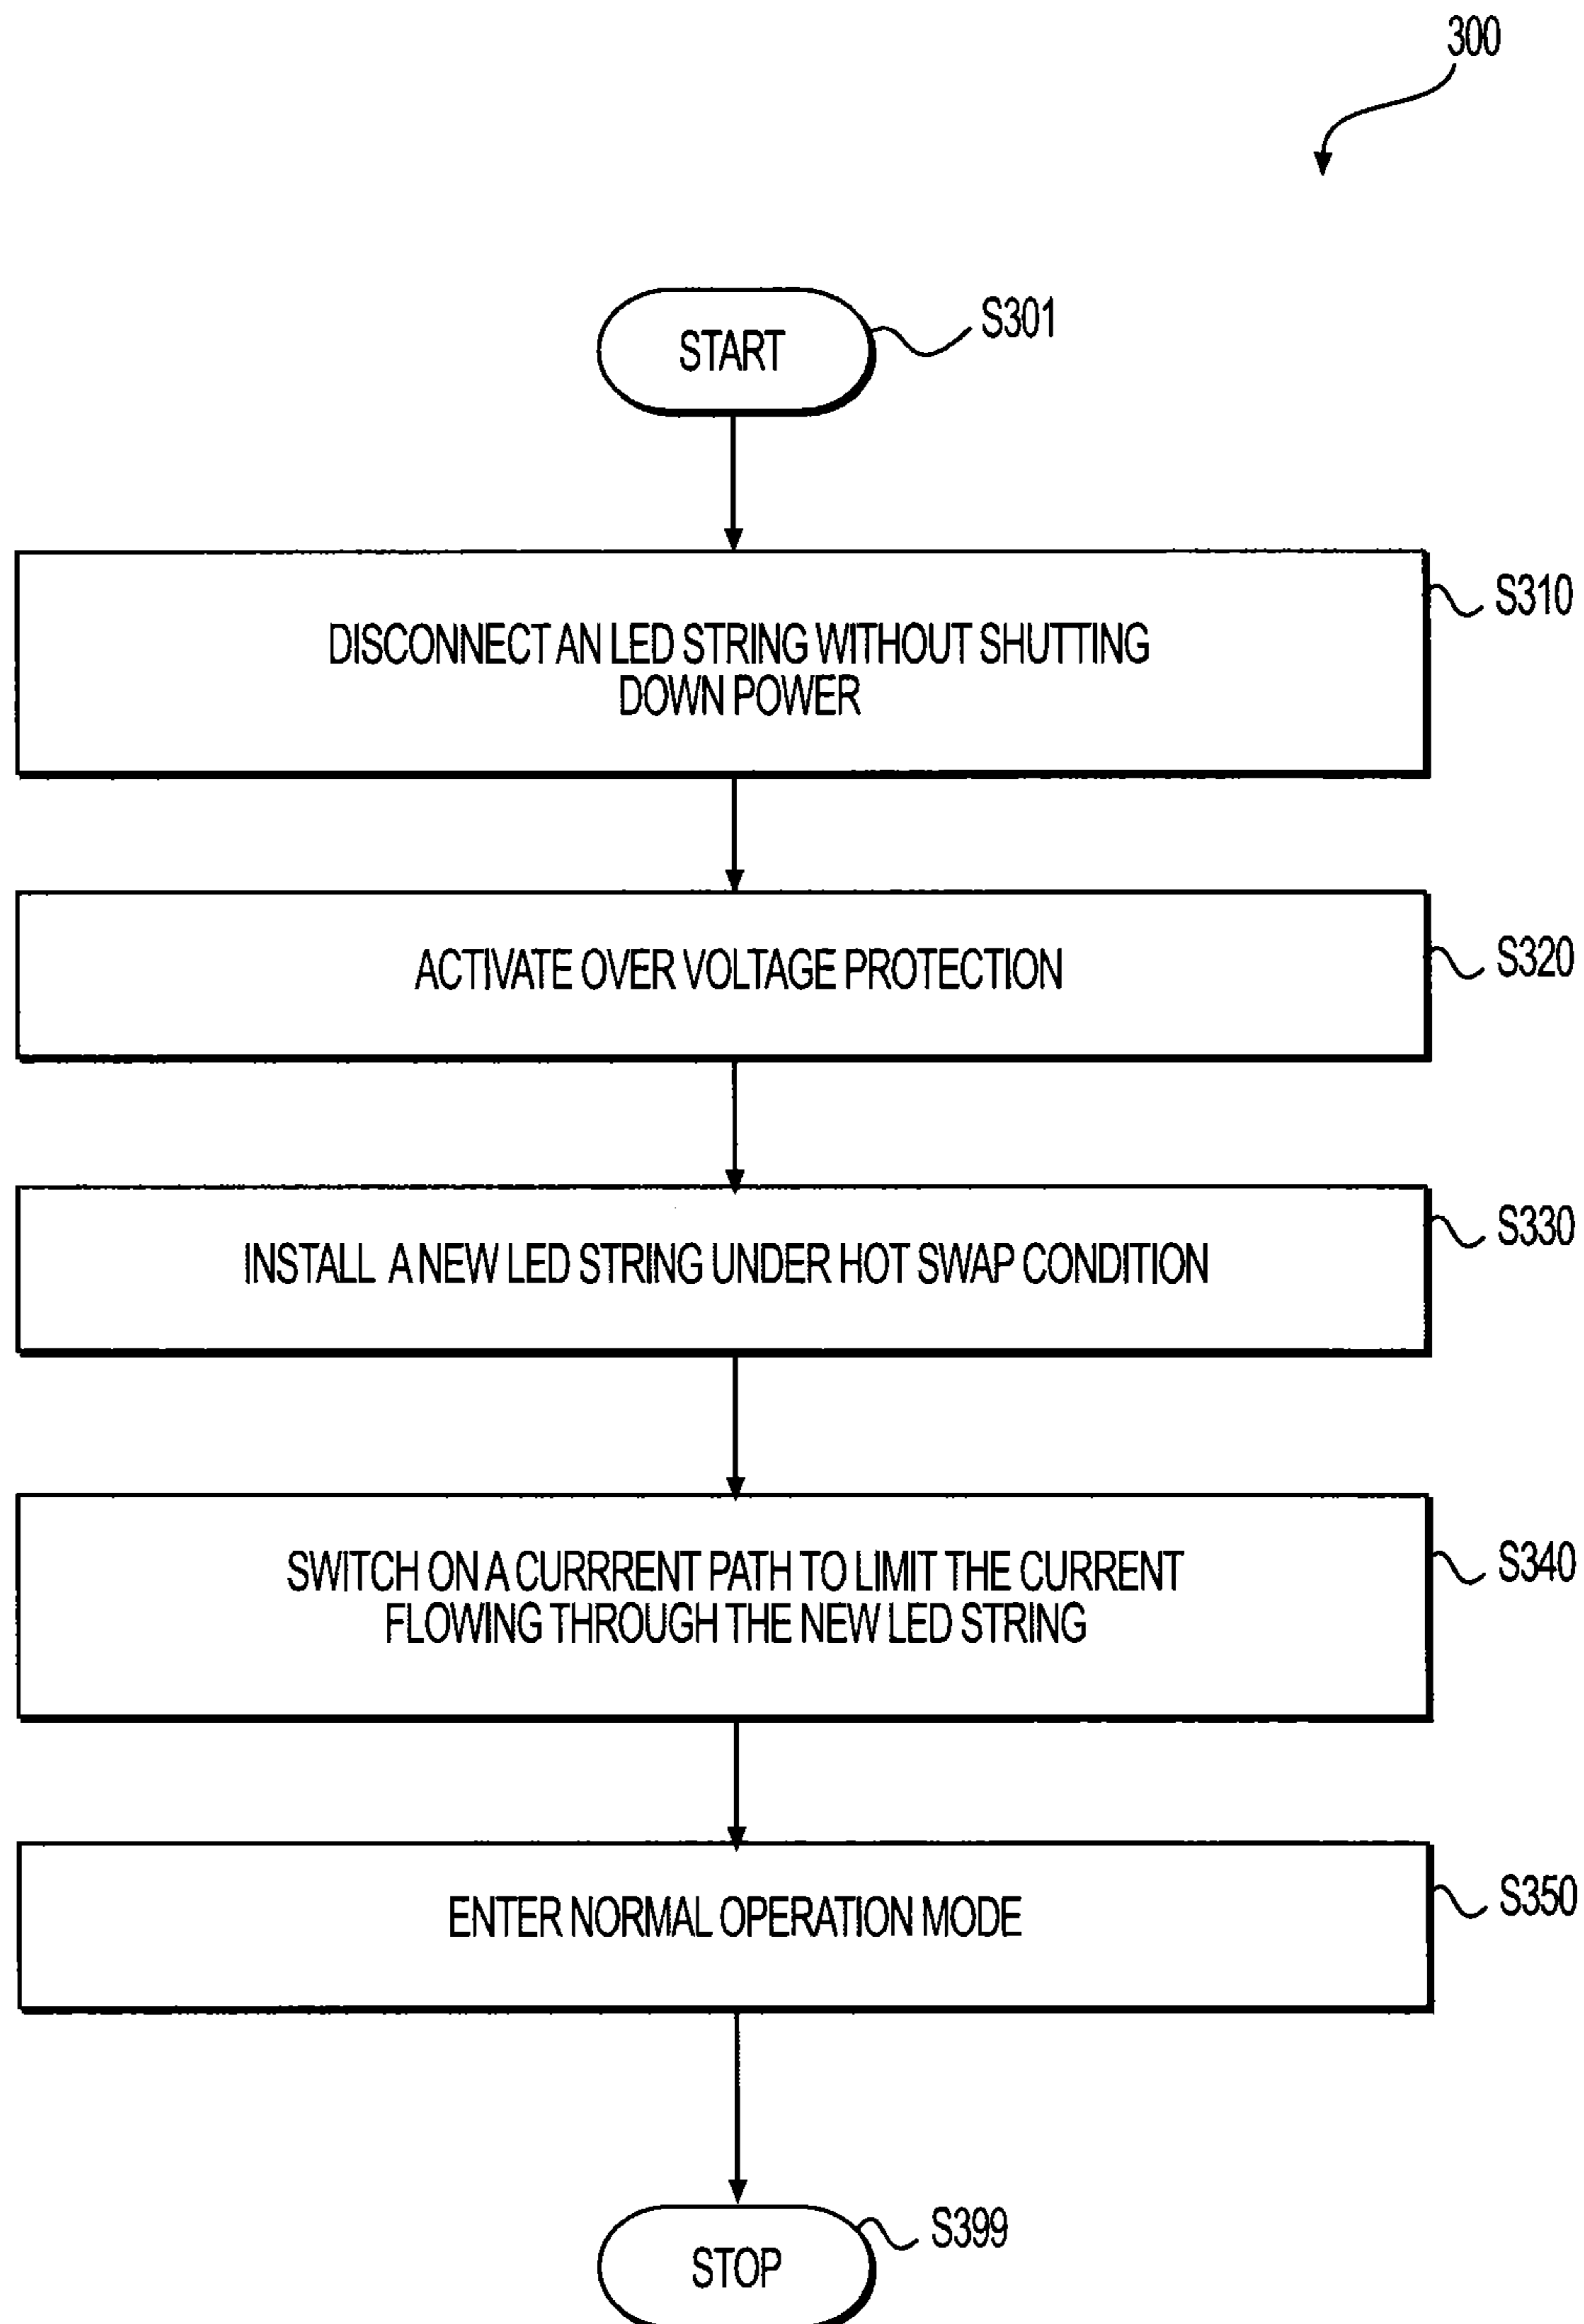 300
START
S301
DISCONNECT AN LED STRING WITHOUT SHUTTING
DOWN POWER
S310
ACTIVATE OVER VOLTAGE PROTECTION
S320
INSTALL A NEW LED STRING UNDER HOT SWAP CONDITION
S330
SWITCH ON A CURRRENT PATH TO LIMIT THE CURRENT
FLOWING THROUGH THE NEW LED STRING
S340
ENTER NORMAL OPERATION MODE
S350
STOP
S399